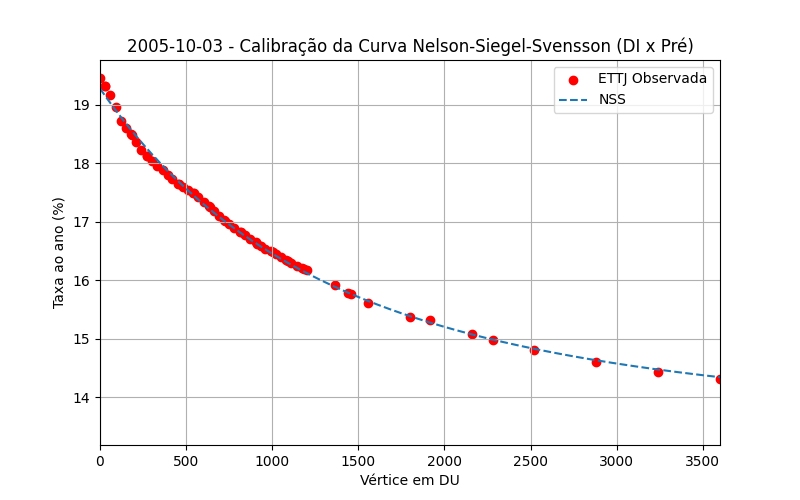 2005-10-03 - Calibração da Curva Nelson-Siegel-Svensson (DI x Pré)
ETTJ Observada
NSS
Taxa ao ano (%)
19
18
17
16
15
14
0 500 1000 1500 2000 2500 3000 3500
Vértice em DU